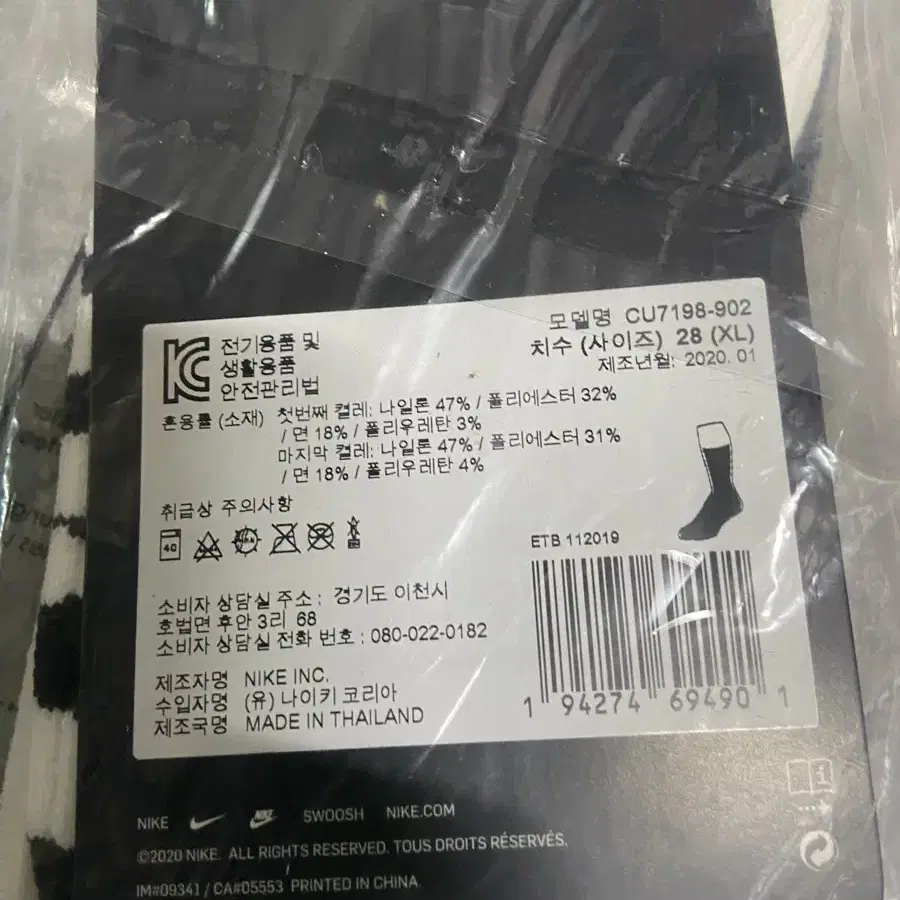 KC 전기용품 및
생활용품
안전관리법
모델명 CU7198-902
치수 (사이즈) 28 (XL)
제조년월: 2020. 01
혼용률 (소재) 첫번째 켤레: 나일론 47% / 폴리에스터 32%
/ 면 18% / 폴리우레탄 3%
마지막 켤레: 나일론 47% / 폴리에스터 31%
/ 면 18% / 폴리우레탄 4%
취급상 주의사항
40
ETB 112019
소비자 상담실 주소 : 경기도 이천시
호법면 후안 3리 68
소비자 상담실 전화 번호 : 080-022-0182
제조자명 NIKE INC.
수입자명 (유) 나이키 코리아
제조국명 MADE IN THAILAND
1 94274 69490 1
NIKE SWOOSH NIKE.COM
©2020 NIKE. ALL RIGHTS RESERVED. TOUS DROITS RÉSERVÉS.
IM#09341 / CA#05553 PRINTED IN CHINA.